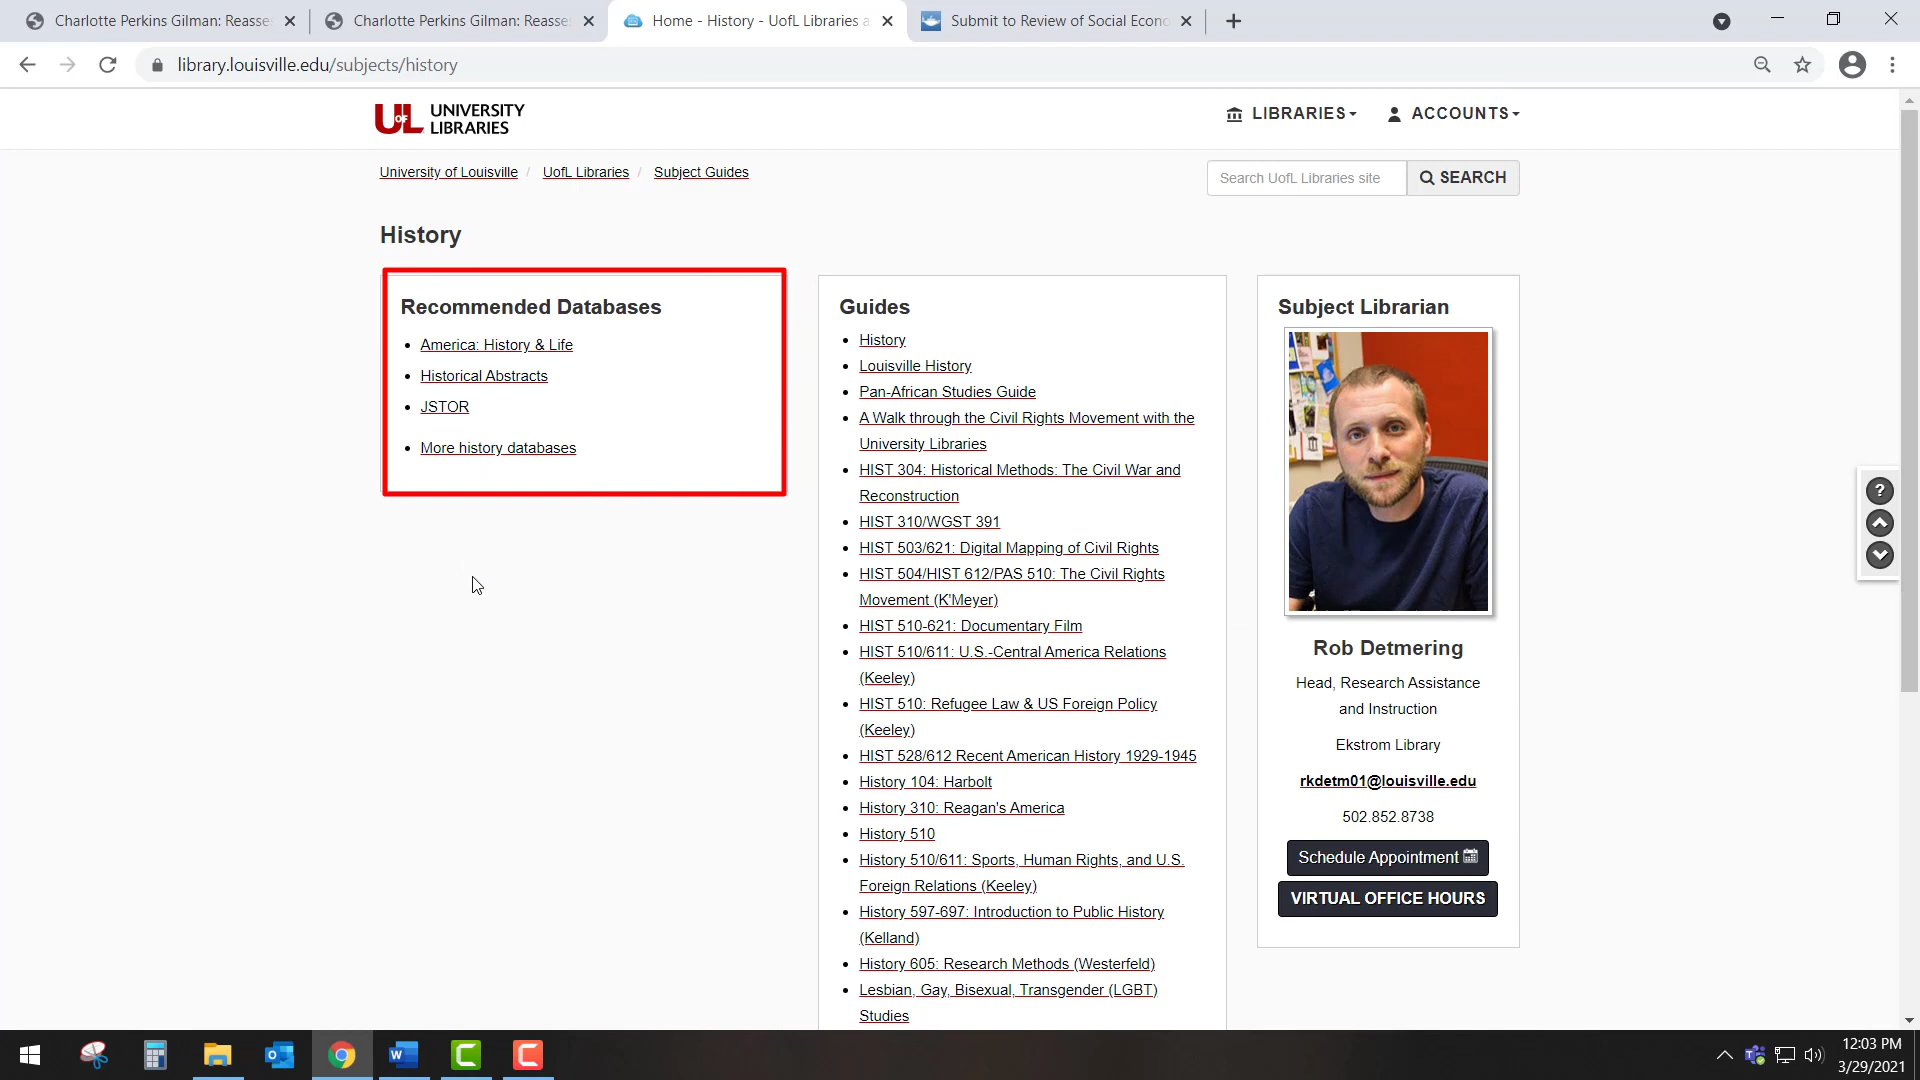 Charlotte Perkins Gilman: Reasses
Charlotte Perkins Gilman: Reasses
Home - History - UofL Libraries a
Submit to Review of Social Econo
library.louisville.edu/subjects/history
UofL UNIVERSITY
LIBRARIES
LIBRARIES
ACCOUNTS
University of Louisville / UofL Libraries / Subject Guides
Search UofL Libraries site
SEARCH
History
Recommended Databases
America: History & Life
Historical Abstracts
JSTOR
More history databases
Guides
History
Louisville History
Pan-African Studies Guide
A Walk through the Civil Rights Movement with the
University Libraries
HIST 304: Historical Methods: The Civil War and
Reconstruction
HIST 310/WGST 391
HIST 503/621: Digital Mapping of Civil Rights
HIST 504/HIST 612/PAS 510: The Civil Rights
Movement (K'Meyer)
HIST 510-621: Documentary Film
HIST 510/611: U.S.-Central America Relations
(Keeley)
HIST 510: Refugee Law & US Foreign Policy
(Keeley)
HIST 528/612 Recent American History 1929-1945
History 104: Harbolt
History 310: Reagan's America
History 510
History 510/611: Sports, Human Rights, and U.S.
Foreign Relations (Keeley)
History 597-697: Introduction to Public History
(Kelland)
History 605: Research Methods (Westerfeld)
Lesbian, Gay, Bisexual, Transgender (LGBT)
Studies
Subject Librarian
Rob Detmering
Head, Research Assistance
and Instruction
Ekstrom Library
rkdetm01@louisville.edu
502.852.8738
Schedule Appointment
VIRTUAL OFFICE HOURS
?
12:03 PM
3/29/2021